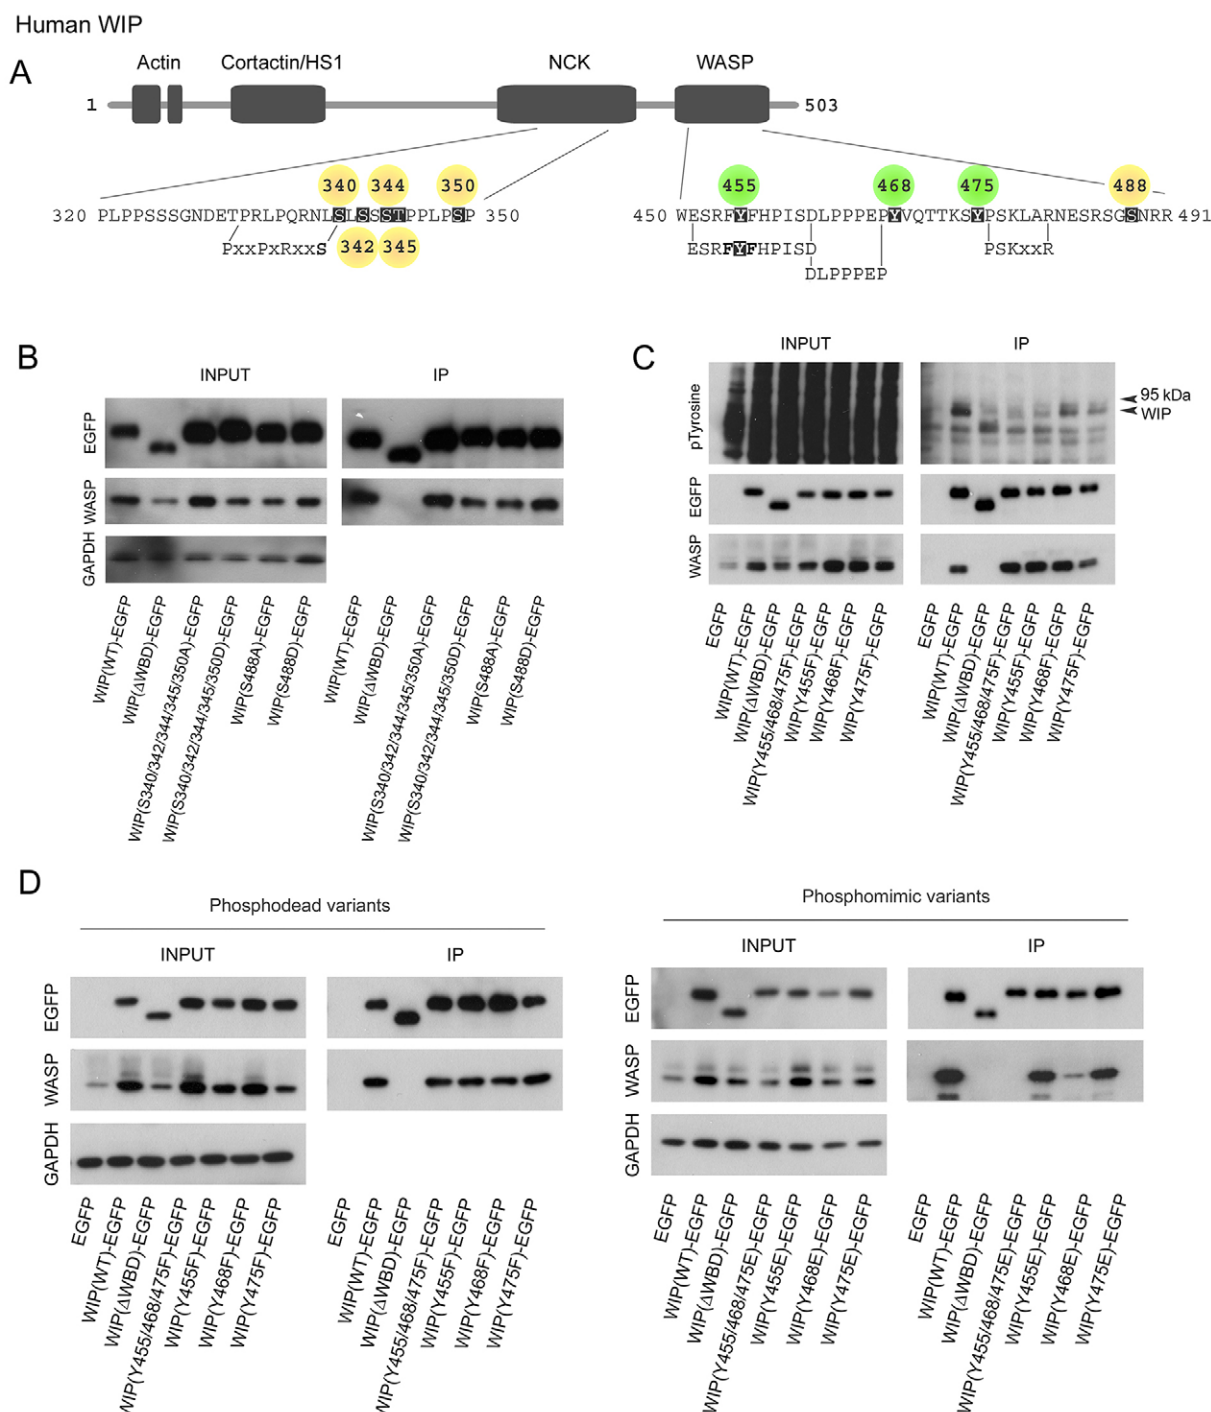 Human WIP
A
Actin Cortactin/HS1 NCK WASP
1 503
340 344 350 455 468 475 488
320 PLPPSSSGNDETPRLPQRNLSLSSSTPPLPSP 350 450 WESRFYFHPISDLPPPEPYVQTTKSYPSKLARNESRSGSNRR 491
PxxPxRxxS 342 345 ESRFYFHPISD PSKxxR
DLPPPEP
B
INPUT IP
EGFP
WASP
GAPDH
WIP(WT)-EGFP
WIP(ΔWBD)-EGFP
WIP(S340/342/344/345/350A)-EGFP
WIP(S340/342/344/345/350D)-EGFP
WIP(S488A)-EGFP
WIP(S488D)-EGFP
WIP(WT)-EGFP
WIP(ΔWBD)-EGFP
WIP(S340/342/344/345/350A)-EGFP
WIP(S340/342/344/345/350D)-EGFP
WIP(S488A)-EGFP
WIP(S488D)-EGFP
C
INPUT IP
pTyrosine
95 kDa
WIP
EGFP
WASP
EGFP
WIP(WT)-EGFP
WIP(ΔWBD)-EGFP
WIP(Y455/468/475F)-EGFP
WIP(Y455F)-EGFP
WIP(Y468F)-EGFP
WIP(Y475F)-EGFP
EGFP
WIP(WT)-EGFP
WIP(ΔWBD)-EGFP
WIP(Y455/468/475F)-EGFP
WIP(Y455F)-EGFP
WIP(Y468F)-EGFP
WIP(Y475F)-EGFP
D
Phosphodead variants
INPUT IP
EGFP
WASP
GAPDH
EGFP
WIP(WT)-EGFP
WIP(ΔWBD)-EGFP
WIP(Y455/468/475F)-EGFP
WIP(Y455F)-EGFP
WIP(Y468F)-EGFP
WIP(Y475F)-EGFP
EGFP
WIP(WT)-EGFP
WIP(ΔWBD)-EGFP
WIP(Y455/468/475F)-EGFP
WIP(Y455F)-EGFP
WIP(Y468F)-EGFP
WIP(Y475F)-EGFP
Phosphomimic variants
INPUT IP
EGFP
WASP
GAPDH
EGFP
WIP(WT)-EGFP
WIP(ΔWBD)-EGFP
WIP(Y455/468/475E)-EGFP
WIP(Y455E)-EGFP
WIP(Y468E)-EGFP
WIP(Y475E)-EGFP
EGFP
WIP(WT)-EGFP
WIP(ΔWBD)-EGFP
WIP(Y455/468/475E)-EGFP
WIP(Y455E)-EGFP
WIP(Y468E)-EGFP
WIP(Y475E)-EGFP